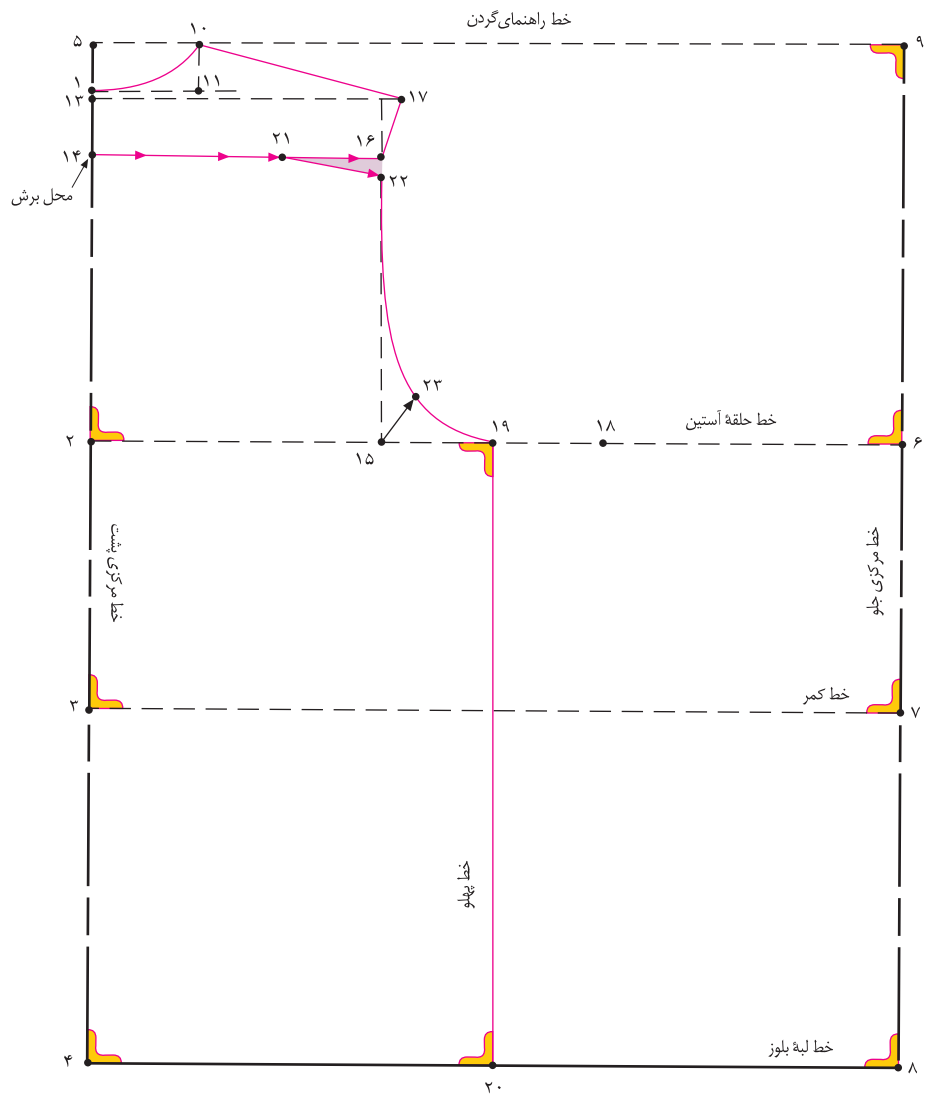 خط راهنمای گردن
۵
۱۰
۹
۱
۱۱
۱۳
۱۷
۲۱
۱۶
۱۴
۲۲
محل برش
۲۳
خط حلقهٔ آستین
۲
۱۹
۱۸
۶
۱۵
خط مرکزی پشت
خط مرکزی جلو
خط کمر
۳
۷
خط پهلو
خط لبهٔ بلوز
۴
۸
۲۰